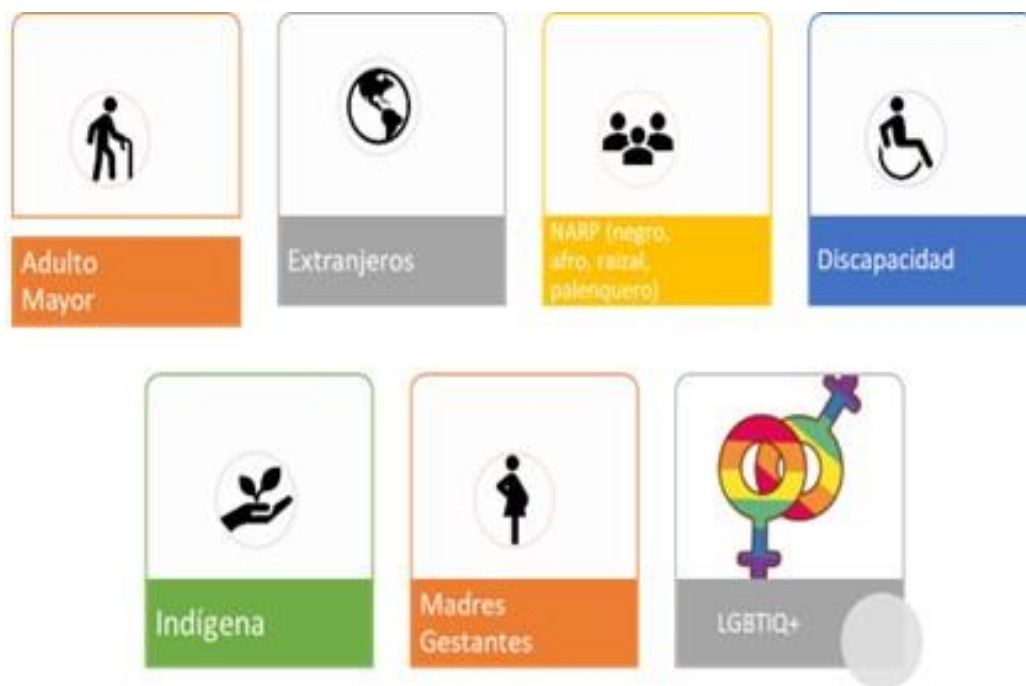 Adulto
Mayor
Extranjeros
NARP (negro,
afro, raizal,
palenquero)
Discapacidad
Indígena
Madres
Gestantes
LGBTIQ+